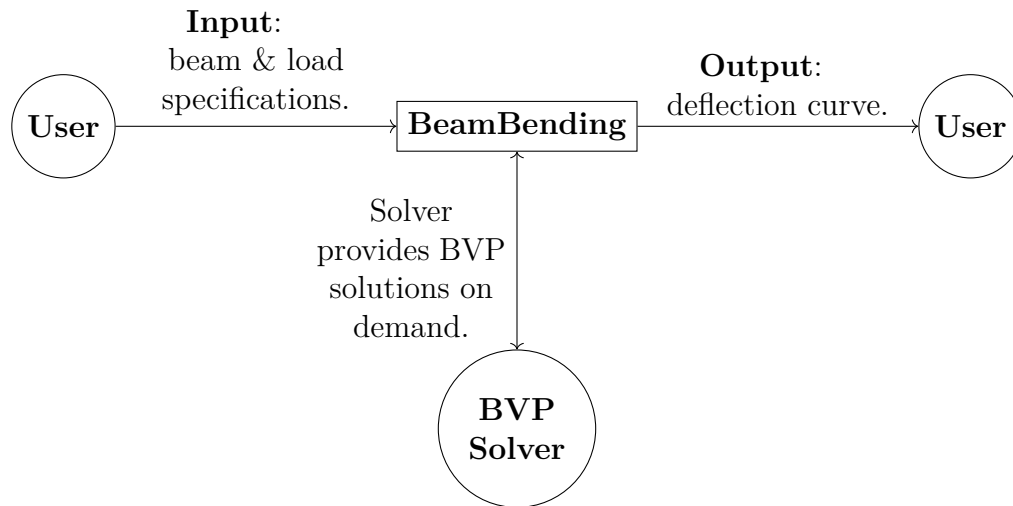 Input:
beam & load
specifications.
User
BeamBending
Output:
deflection curve.
User
Solver
provides BVP
solutions on
demand.
BVP
Solver